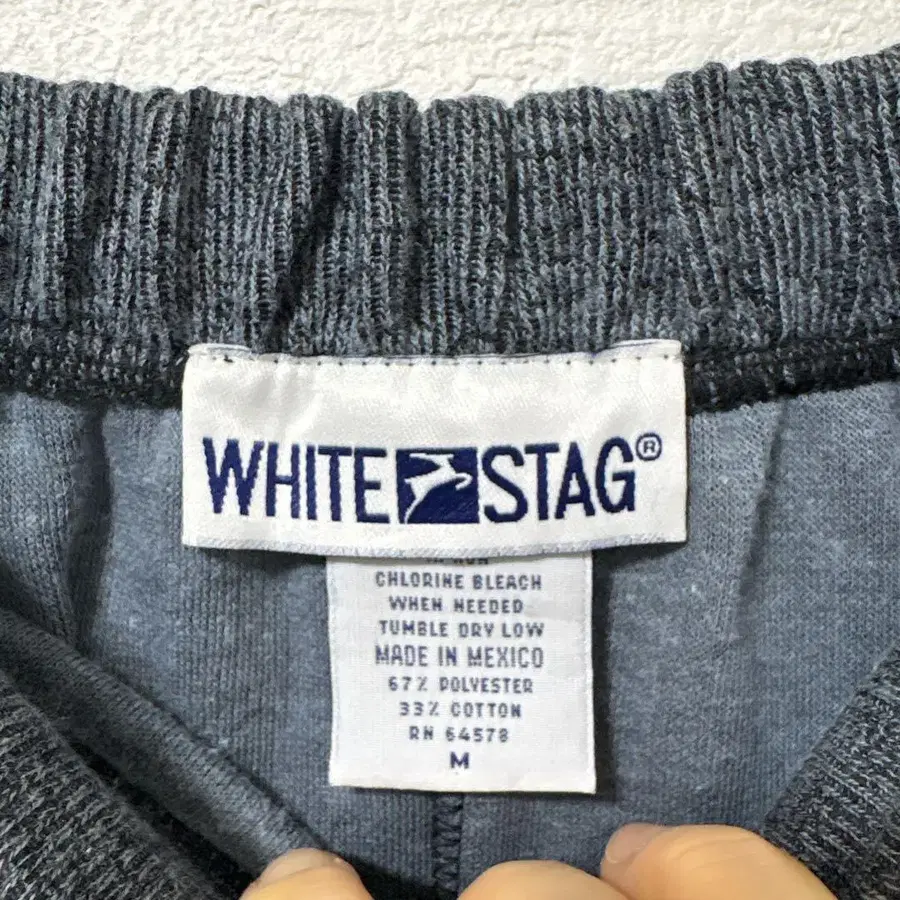 WHITE STAG®
CHLORINE BLEACH
WHEN NEEDED
TUMBLE DRY LOW
MADE IN MEXICO
67% POLYESTER
33% COTTON
RN 64578
M